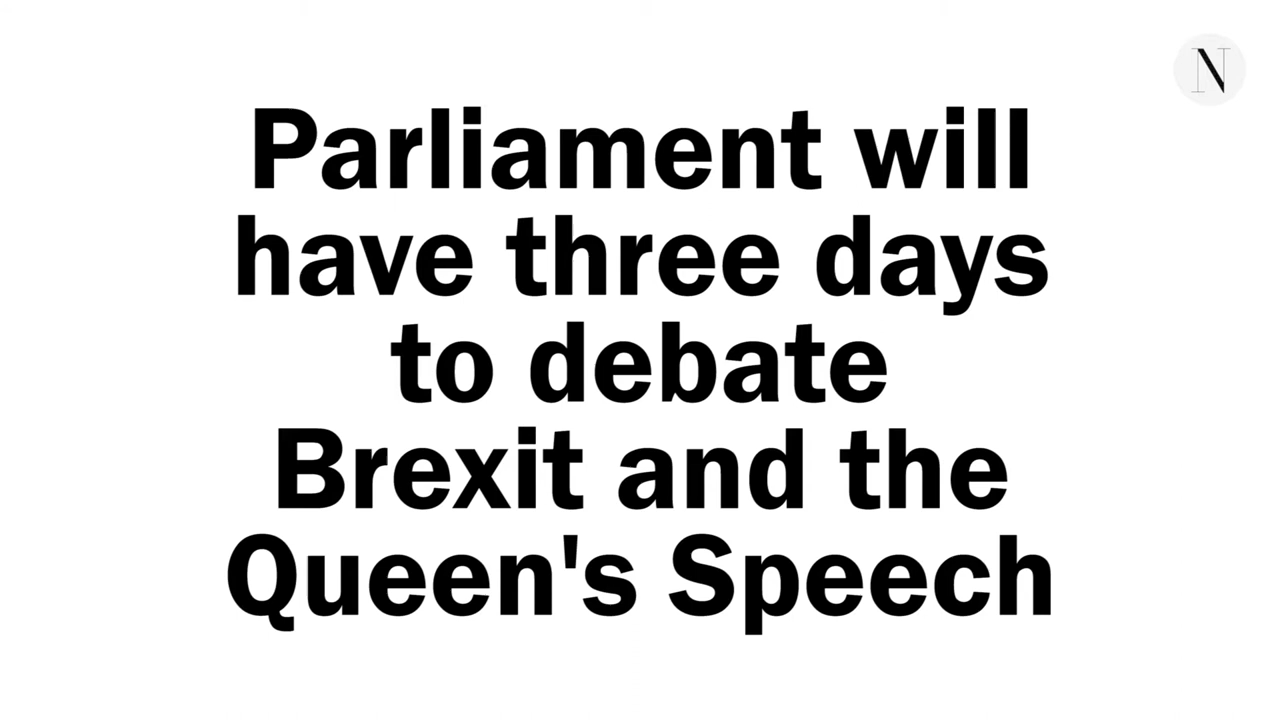 N
Parliament will
have three days
to debate
Brexit and the
Queen's Speech